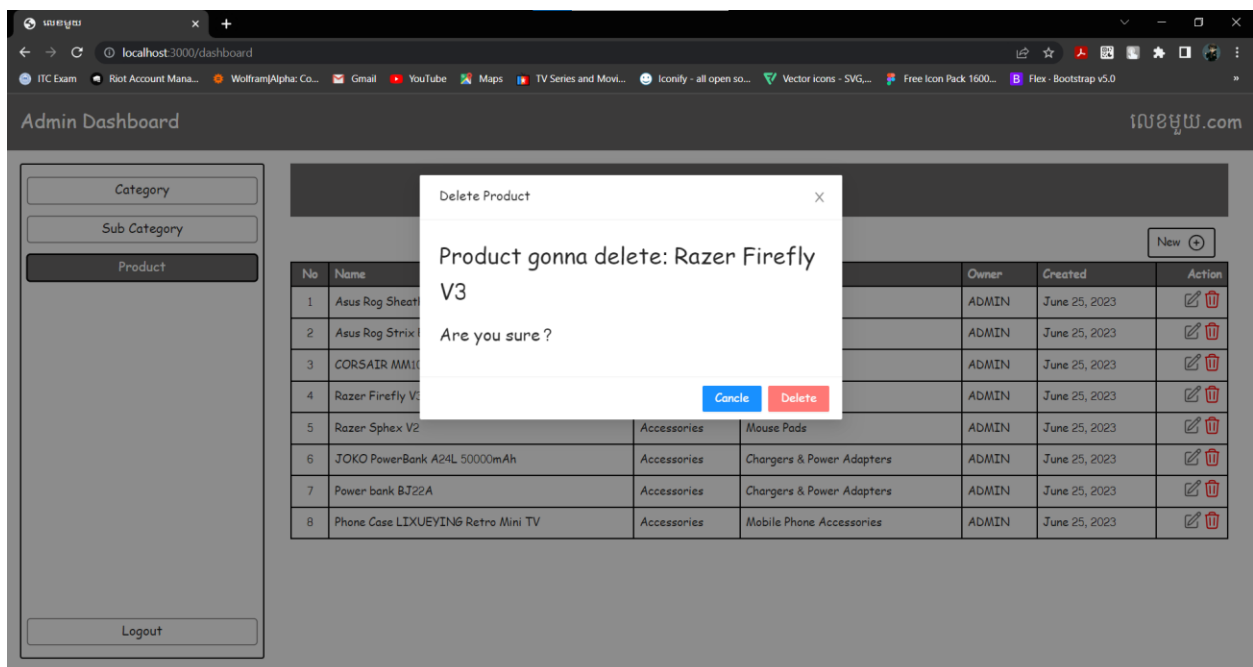 លេខមួយ
localhost:3000/dashboard
ITC Exam Riot Account Mana... Wolfram|Alpha: Co... Gmail YouTube Maps TV Series and Movi... Iconify - all open so... Vector icons - SVG,... Free Icon Pack 1600... Flex · Bootstrap v5.0 »
Admin Dashboard លេខមួយ.com
Category
Sub Category
Product
Logout
Delete Product
Product gonna delete: Razer Firefly
V3
Are you sure ?
Cancle Delete
New
No Name Owner Created Action
1 Asus Rog ADMIN June 25, 2023
2 Asus Rog Strix ADMIN June 25, 2023
3 CORSAIR ADMIN June 25, 2023
4 Razer Firefly ADMIN June 25, 2023
5 Razer Sphex V2 Accessories Mouse Pads ADMIN June 25, 2023
6 JOKO PowerBank A24L 50000mAh Accessories Chargers & Power Adapters ADMIN June 25, 2023
7 Power bank BJ22A Accessories Chargers & Power Adapters ADMIN June 25, 2023
8 Phone Case LIXUEYING Retro Mini TV Accessories Mobile Phone Accessories ADMIN June 25, 2023